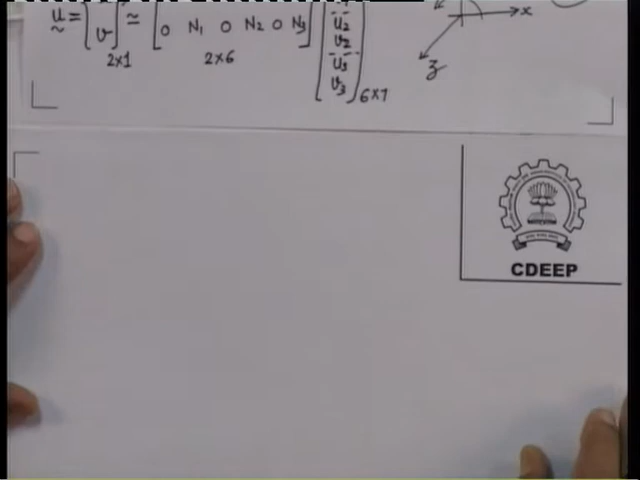 u = [ v ] ≃ [ 0 N₁ 0 N₂ 0 N₃ ] [ u₂
v₂
u₃
v₃ ]
2×1 2×6 6×1
x
z
CDEEP